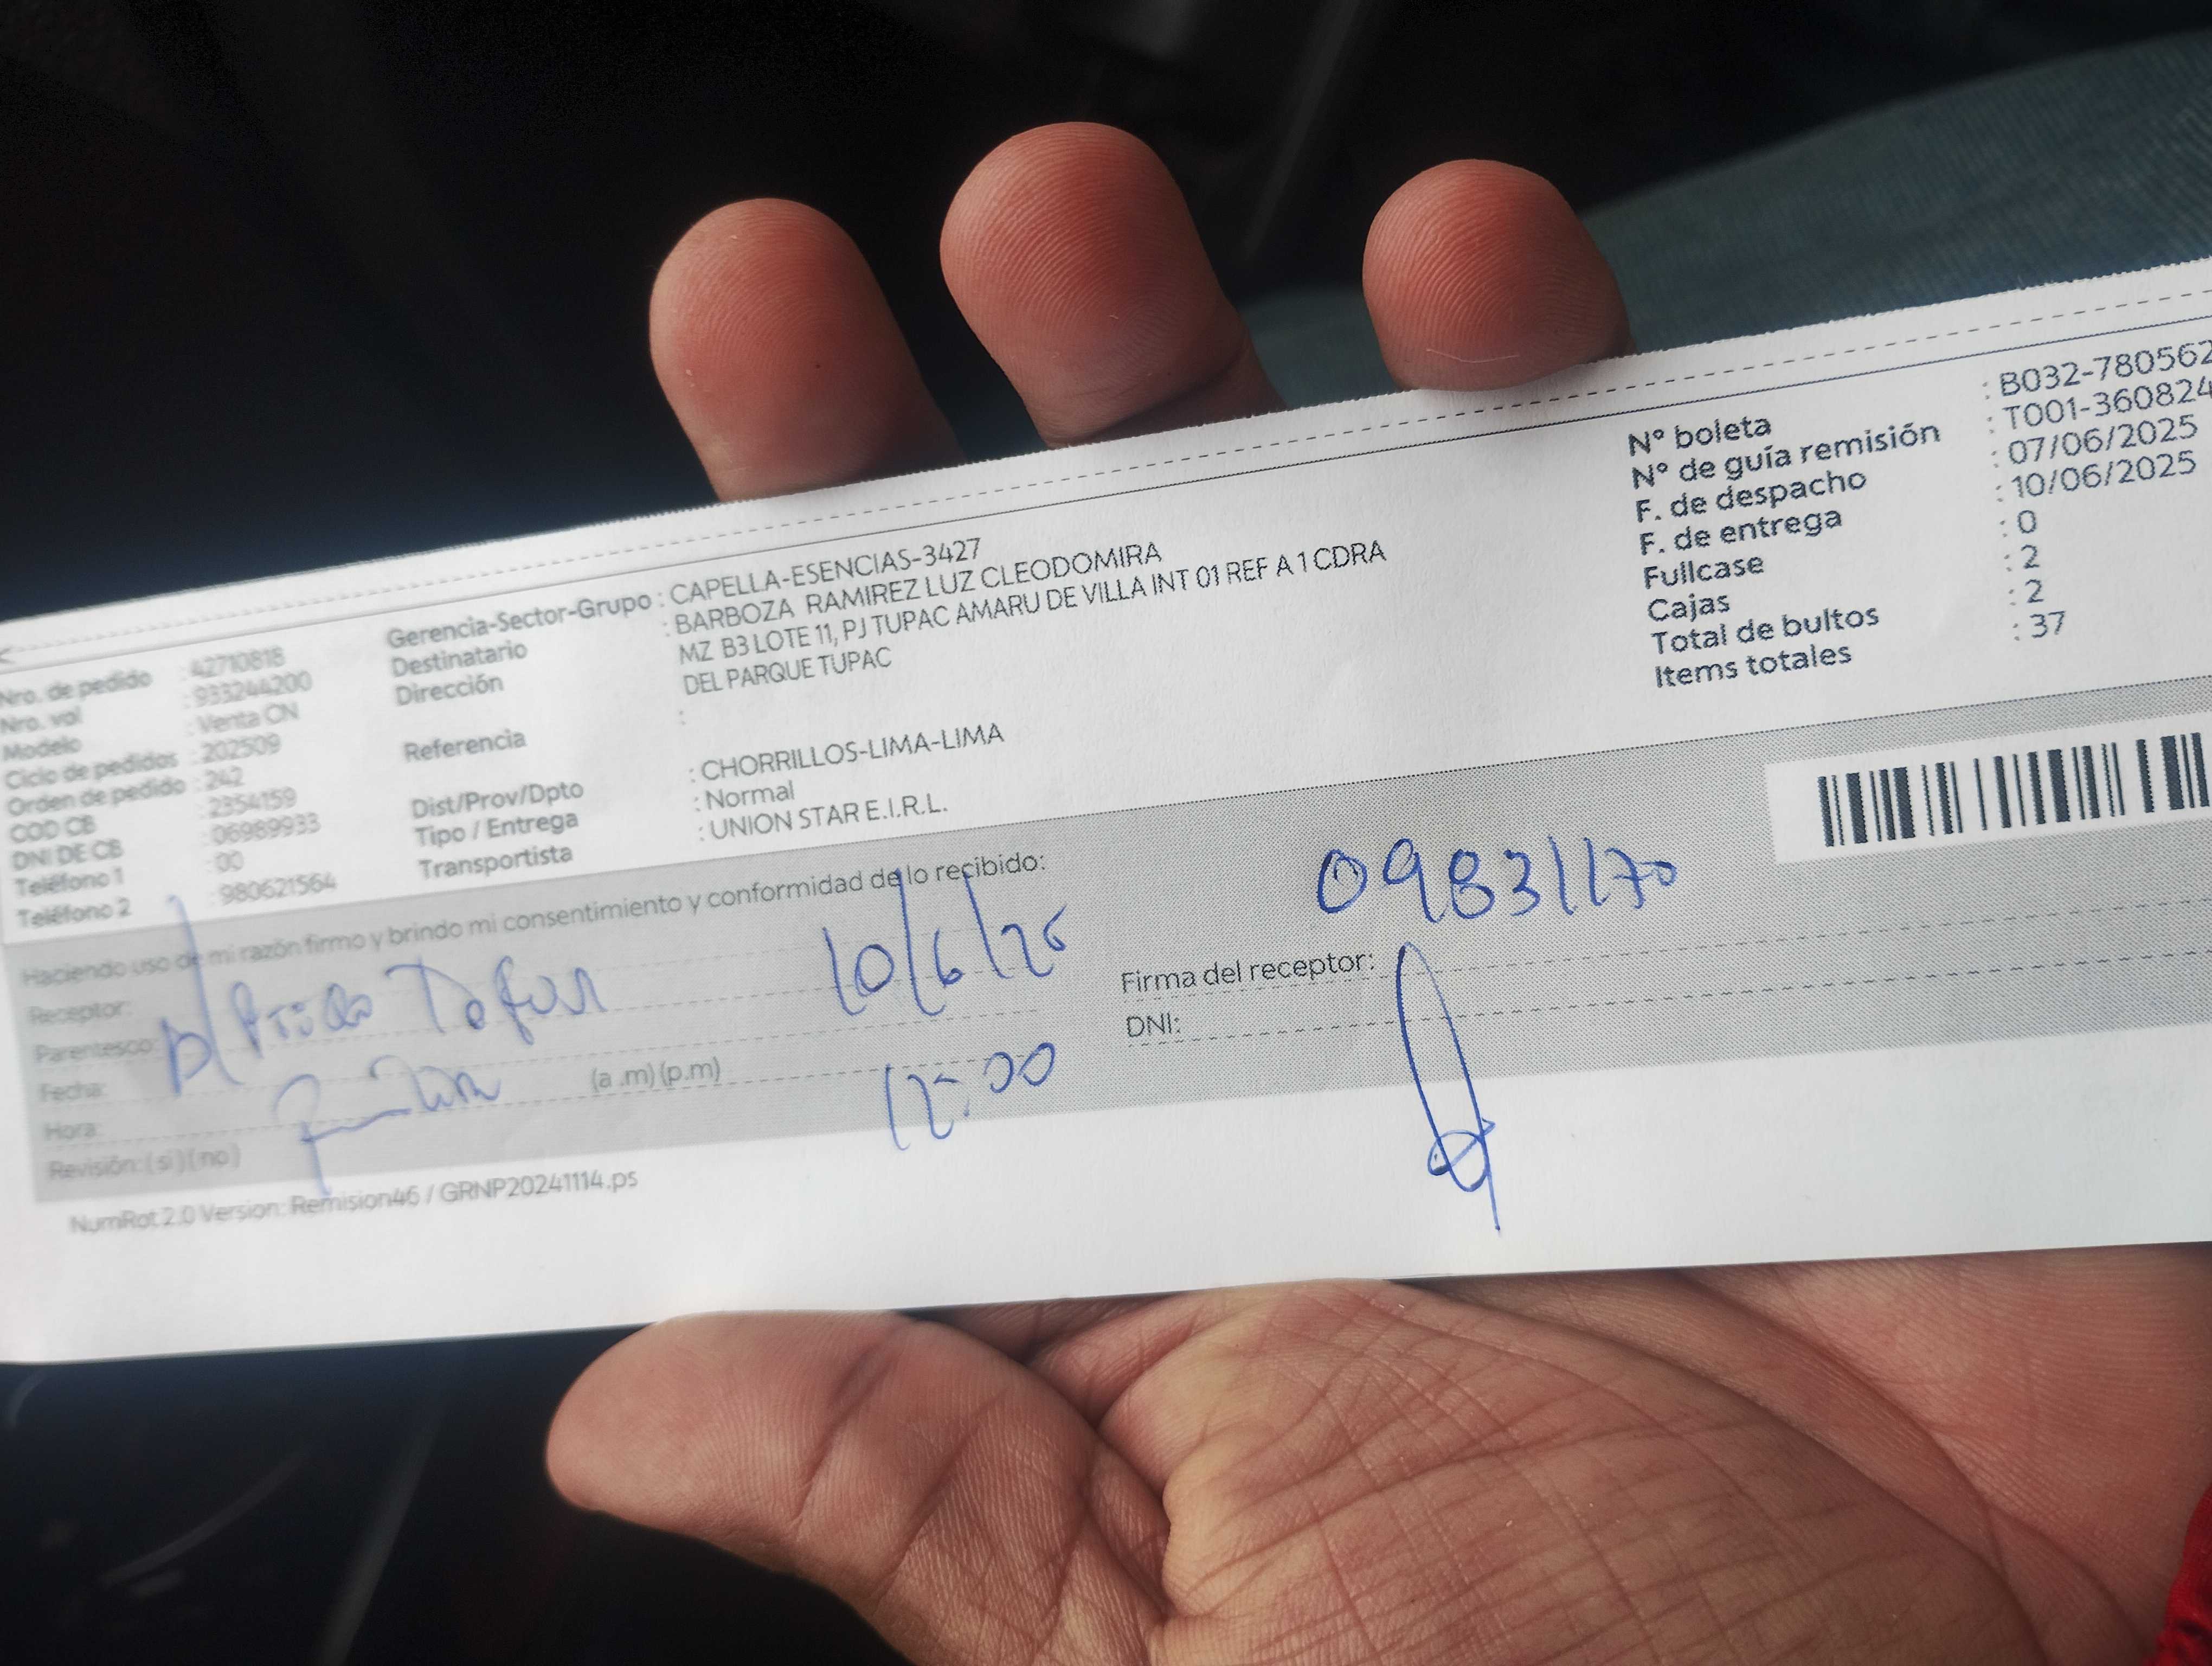 Nro. de pedido : 42710818
Nro. vol : 933244200
Modelo : Venta CN
Ciclo de pedidos : 202509
Orden de pedido : 242
COD CB : 2354159
DNI DE CB : 06989933
Teléfono 1 : 00
Teléfono 2 : 980621564
Gerencia-Sector-Grupo : CAPELLA-ESENCIAS-3427
Destinatario : BARBOZA RAMIREZ LUZ CLEODOMIRA
Dirección MZ B3 LOTE 11, PJ TUPAC AMARU DE VILLA INT 01 REF A 1 CDRA
DEL PARQUE TUPAC
Referencia :
Dist/Prov/Dpto : CHORRILLOS-LIMA-LIMA
Tipo / Entrega : Normal
Transportista : UNION STAR E.I.R.L.
N° boleta : B032-780562
N° de guía remisión : T001-360824
F. de despacho : 07/06/2025
F. de entrega : 10/06/2025
Fullcase : 0
Cajas : 2
Total de bultos : 2
Items totales : 37
Haciendo uso de mi razón firmo y brindo mi consentimiento y conformidad de lo recibido:
Receptor:
Parentesco:
Fecha:
Hora: (a .m) (p.m)
Revisión: ( si ) ( no )
10/6/25
12:00
09831170
Firma del receptor:
DNI:
NumRot 2.0 Version: Remision46 / GRNP20241114.ps